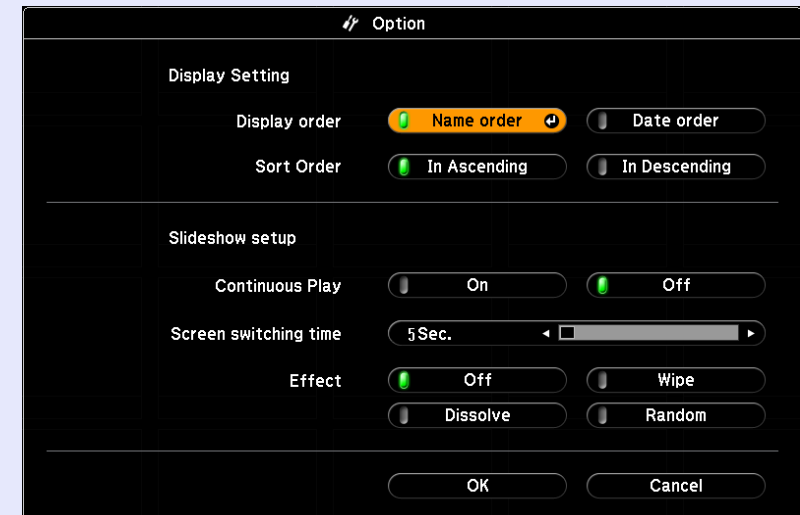 Option
Display Setting
Display order Name order Date order
Sort Order In Ascending In Descending
Slideshow setup
Continuous Play On Off
Screen switching time 5Sec.
Effect Off Wipe
Dissolve Random
OK Cancel